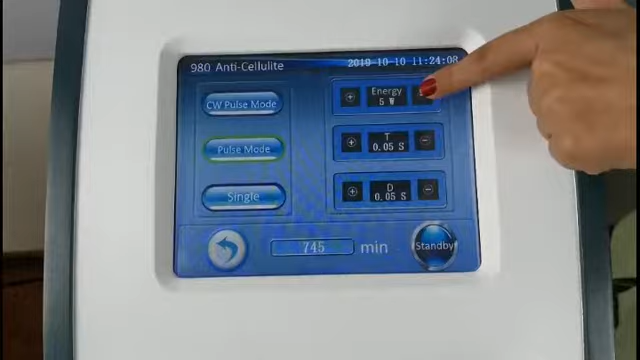 980 Anti-Cellulite
2019-10-10 11:24:08
CW Pulse Mode
Pulse Mode
Single
+
Energy
5 W
+
T
0.05 S
-
+
D
0.05 S
-
745 min
Standby